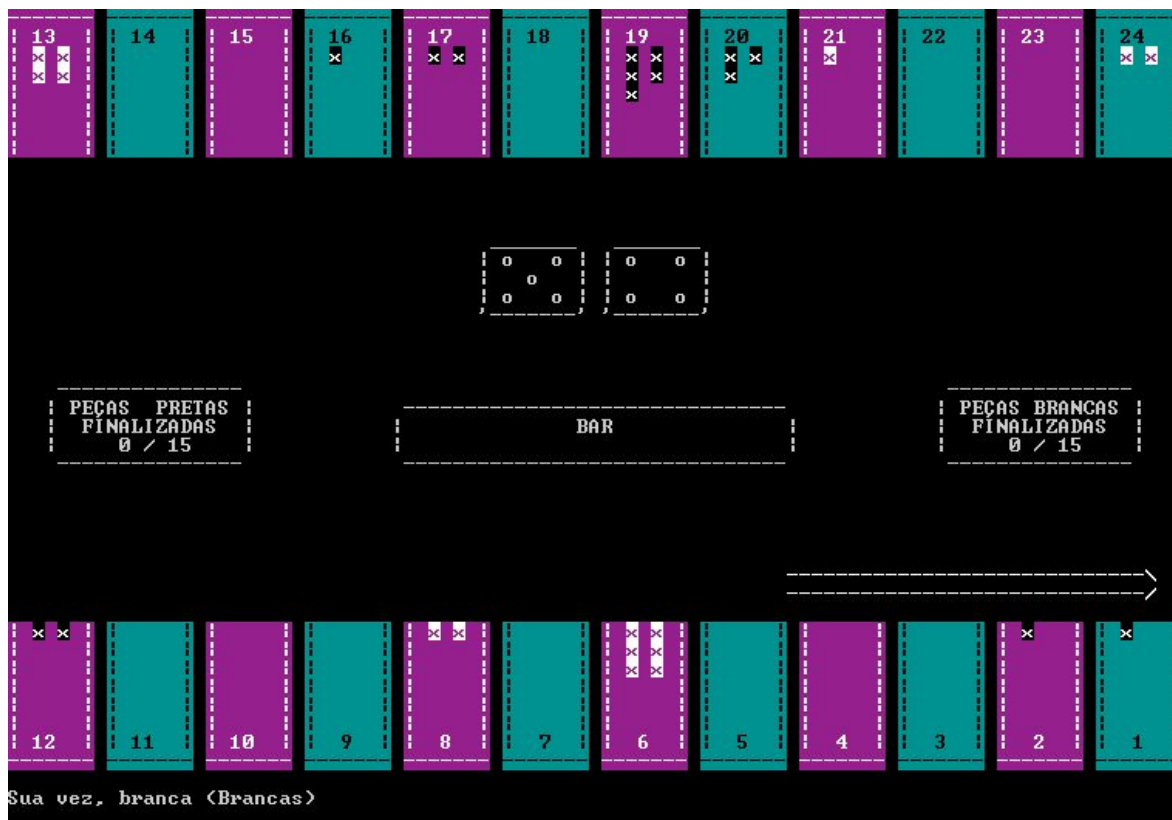 13 14 15 16 17 18 19 20 21 22 23 24
PEÇAS PRETAS
FINALIZADAS
0 / 15
BAR
PEÇAS BRANCAS
FINALIZADAS
0 / 15
12 11 10 9 8 7 6 5 4 3 2 1
Sua vez, branca (Brancas)